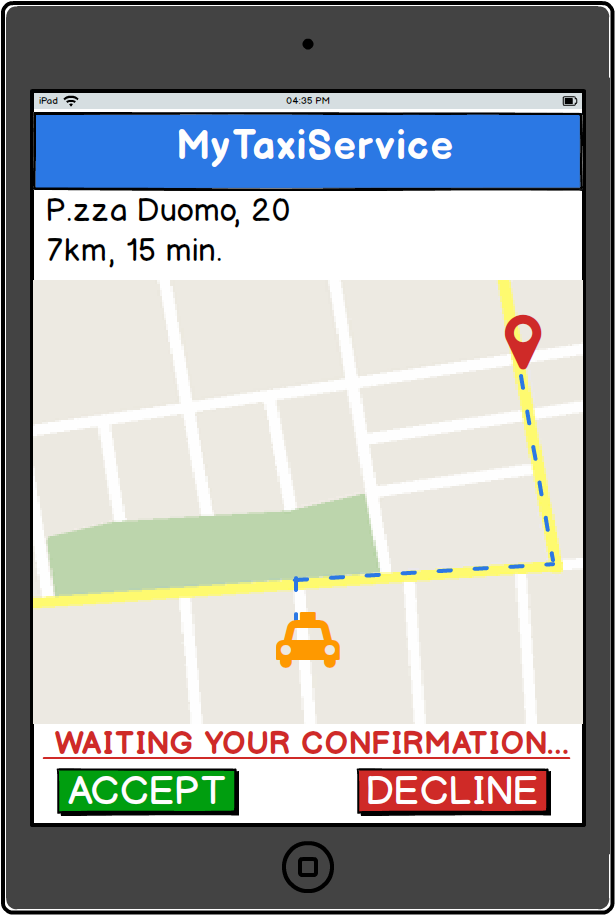 iPad 04:35 PM
MyTaxiService
P.zza Duomo, 20
7km, 15 min.
WAITING YOUR CONFIRMATION...
ACCEPT DECLINE